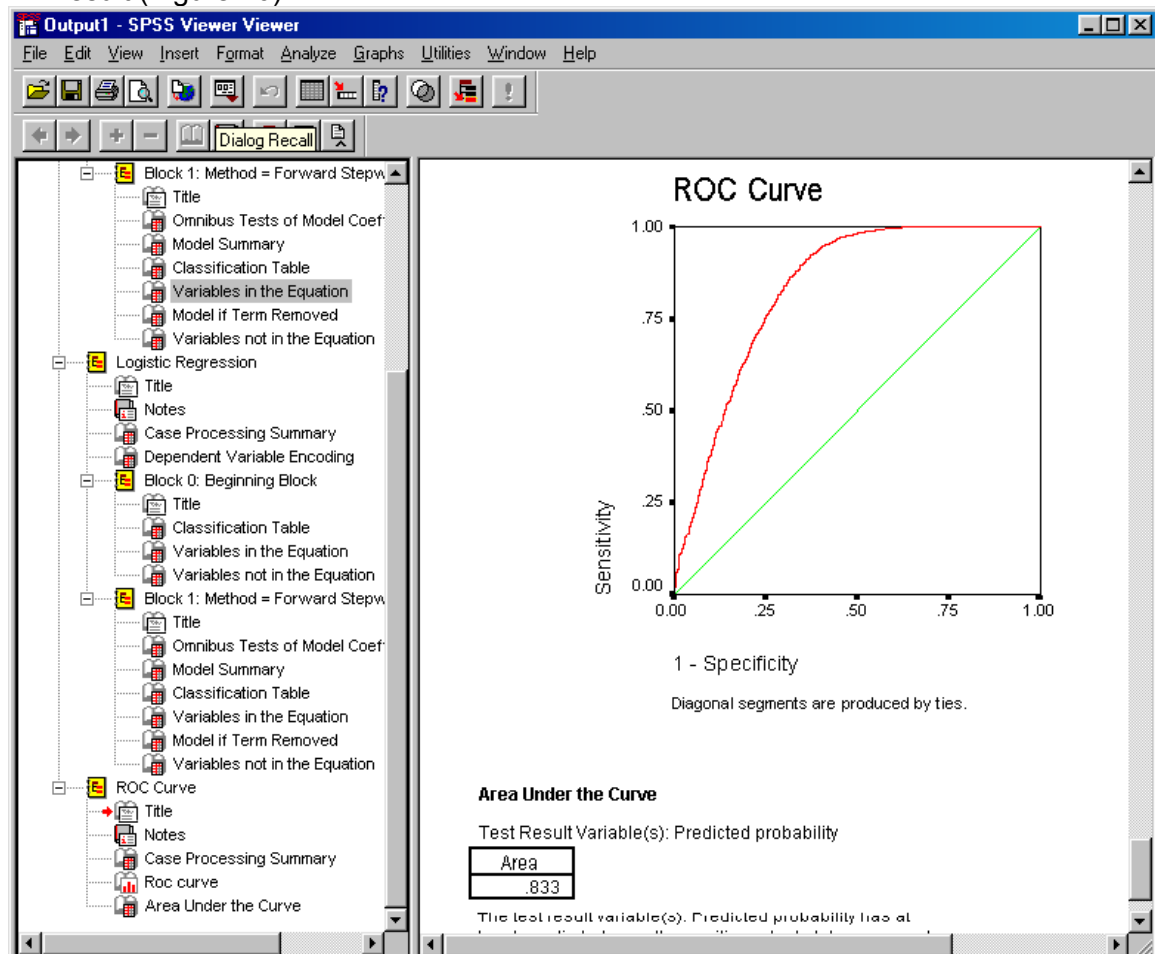 Output1 - SPSS Viewer Viewer
File Edit View Insert Format Analyze Graphs Utilities Window Help
Dialog Recall
Block 1: Method = Forward Stepw
Title
Omnibus Tests of Model Coef
Model Summary
Classification Table
Variables in the Equation
Model if Term Removed
Variables not in the Equation
Logistic Regression
Title
Notes
Case Processing Summary
Dependent Variable Encoding
Block 0: Beginning Block
Title
Classification Table
Variables in the Equation
Variables not in the Equation
Block 1: Method = Forward Stepw
Title
Omnibus Tests of Model Coef
Model Summary
Classification Table
Variables in the Equation
Model if Term Removed
Variables not in the Equation
ROC Curve
Title
Notes
Case Processing Summary
Roc curve
Area Under the Curve
ROC Curve
1.00
.75
.50
.25
0.00
Sensitivity
0.00 .25 .50 .75 1.00
1 - Specificity
Diagonal segments are produced by ties.
Area Under the Curve
Test Result Variable(s): Predicted probability
Area
.833
The test result variable(s): Predicted probability has at